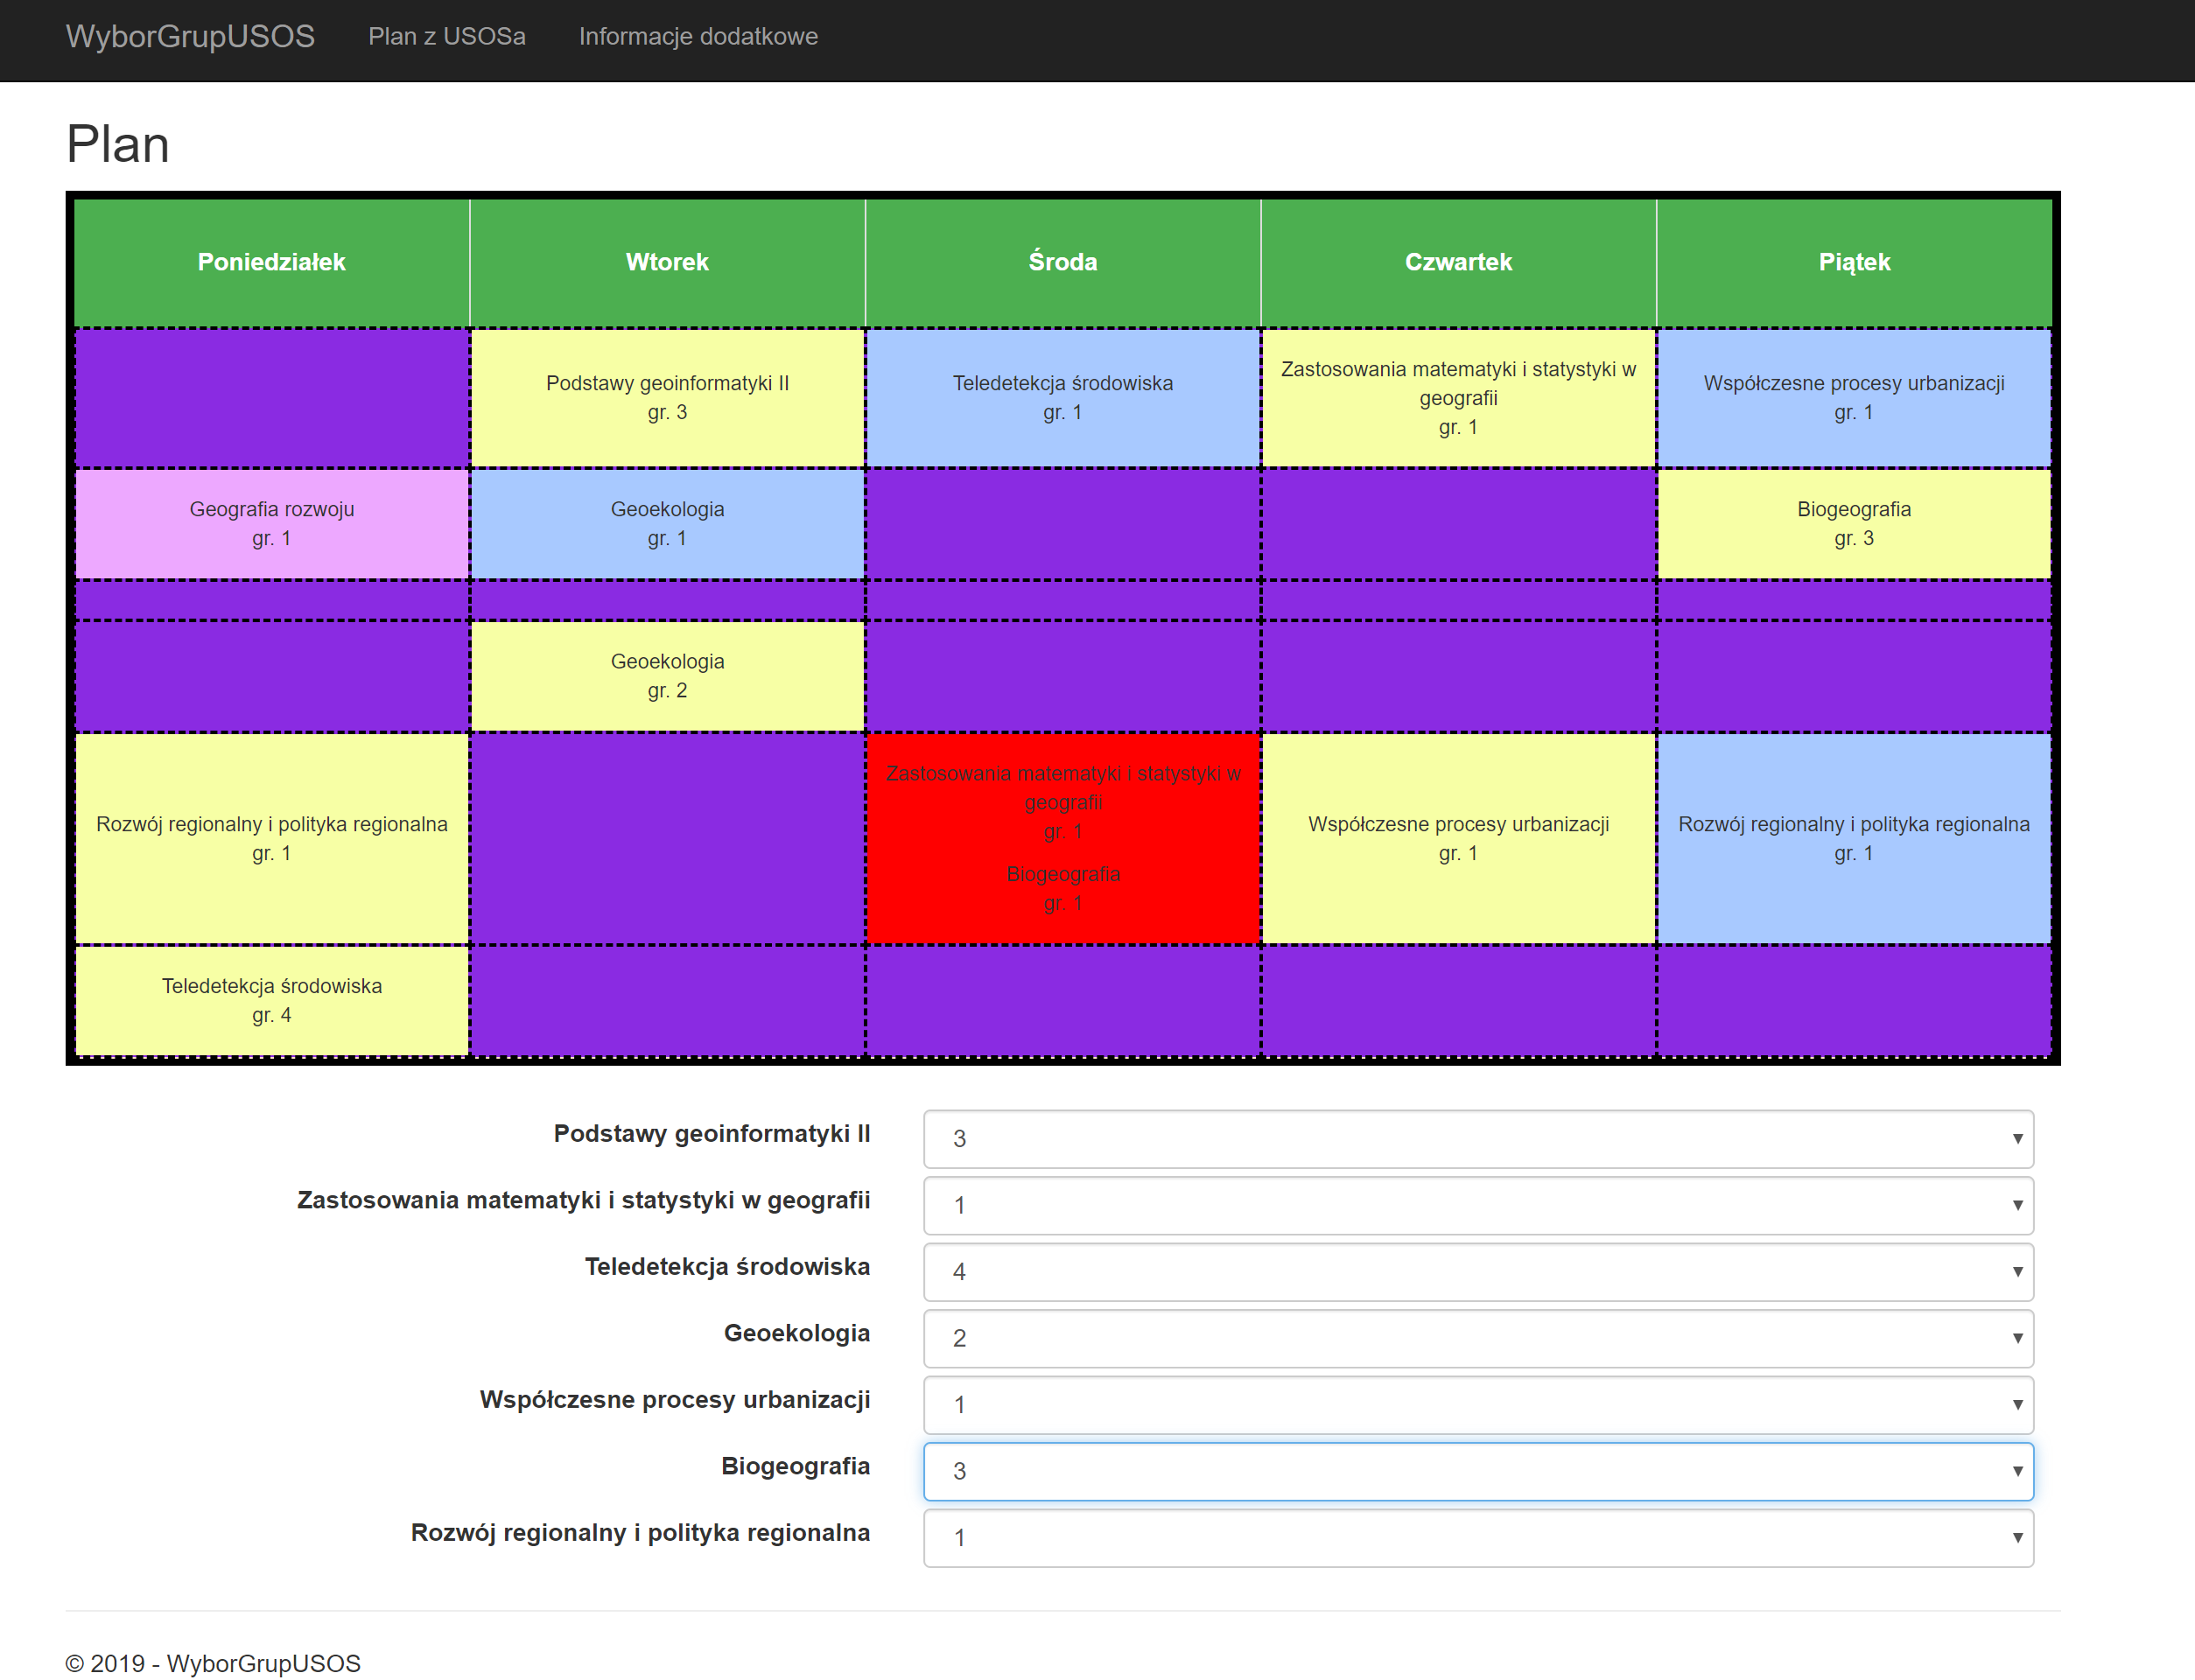 WyborGrupUSOS Plan z USOSa Informacje dodatkowe
Plan
Poniedziałek Wtorek Środa Czwartek Piątek
Podstawy geoinformatyki II
gr. 3
Teledetekcja środowiska
gr. 1
Zastosowania matematyki i statystyki w
geografii
gr. 1
Współczesne procesy urbanizacji
gr. 1
Geografia rozwoju
gr. 1
Geoekologia
gr. 1
Biogeografia
gr. 3
Geoekologia
gr. 2
Rozwój regionalny i polityka regionalna
gr. 1
Zastosowania matematyki i statystyki w
geografii
gr. 1
Biogeografia
gr. 1
Współczesne procesy urbanizacji
gr. 1
Rozwój regionalny i polityka regionalna
gr. 1
Teledetekcja środowiska
gr. 4
Podstawy geoinformatyki II 3
Zastosowania matematyki i statystyki w geografii 1
Teledetekcja środowiska 4
Geoekologia 2
Współczesne procesy urbanizacji 1
Biogeografia 3
Rozwój regionalny i polityka regionalna 1
© 2019 - WyborGrupUSOS